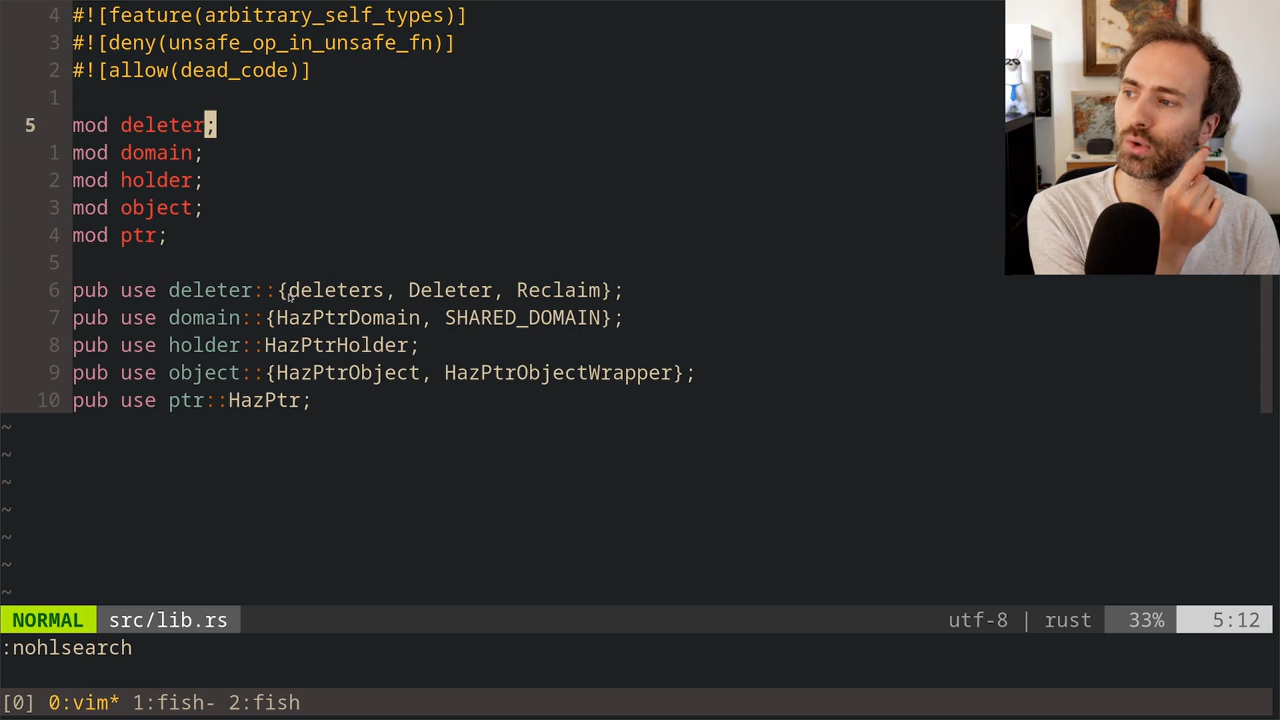 4 #![feature(arbitrary_self_types)]
3 #![deny(unsafe_op_in_unsafe_fn)]
2 #![allow(dead_code)]
1
5 mod deleter;
1 mod domain;
2 mod holder;
3 mod object;
4 mod ptr;
5
6 pub use deleter::{deleters, Deleter, Reclaim};
7 pub use domain::{HazPtrDomain, SHARED_DOMAIN};
8 pub use holder::HazPtrHolder;
9 pub use object::{HazPtrObject, HazPtrObjectWrapper};
10 pub use ptr::HazPtr;
~
~
~
~
~
~
~
NORMAL src/lib.rs utf-8 | rust 33% 5:12
:nohlsearch
[0] 0:vim* 1:fish- 2:fish